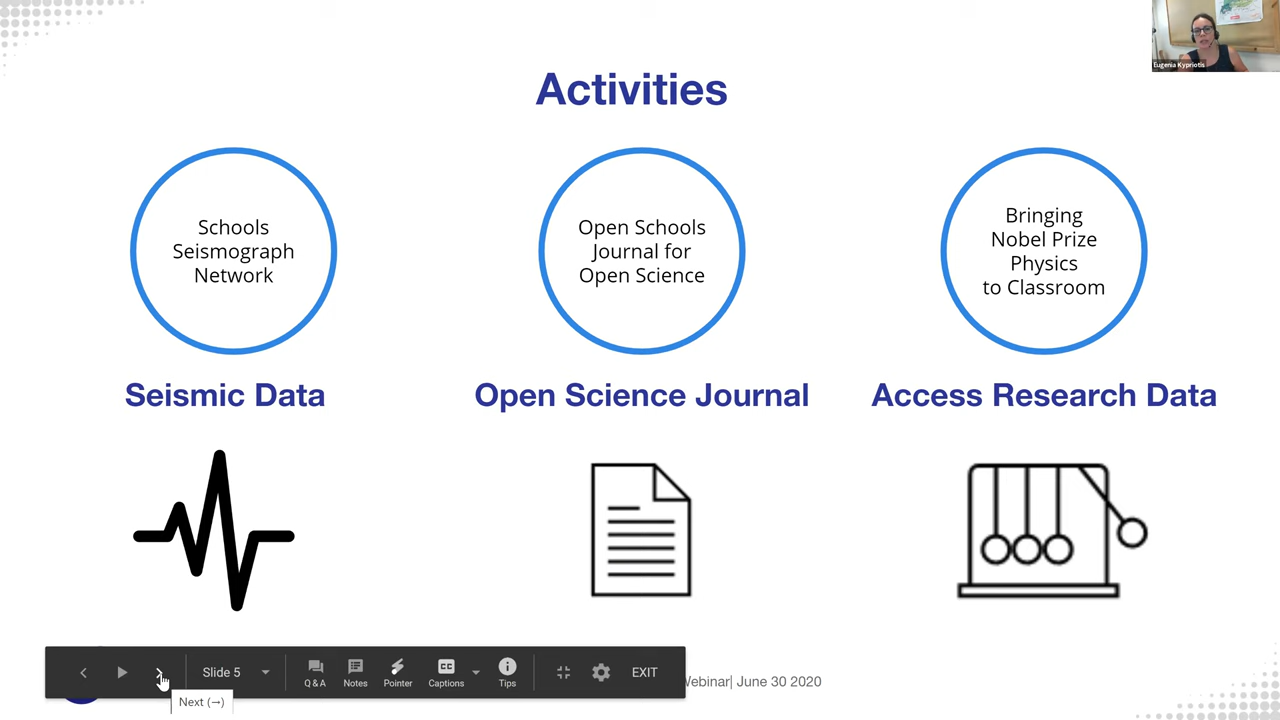 Eugenia Kypriotis
Activities
Schools
Seismograph
Network
Open Schools
Journal for
Open Science
Bringing
Nobel Prize
Physics
to Classroom
Seismic Data
Open Science Journal
Access Research Data
Slide 5
Q & A
Notes
Pointer
CC
Captions
Tips
EXIT
Next (→)
Webinar| June 30 2020